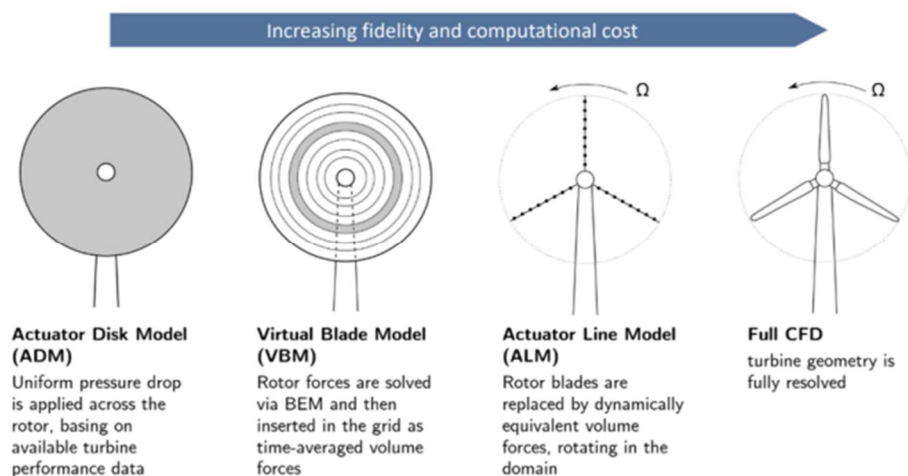 Increasing fidelity and computational cost
Ω
Ω
Actuator Disk Model
(ADM)
Uniform pressure drop
is applied across the
rotor, basing on
available turbine
performance data
Virtual Blade Model
(VBM)
Rotor forces are solved
via BEM and then
inserted in the grid as
time-averaged volume
forces
Actuator Line Model
(ALM)
Rotor blades are
replaced by dynamically
equivalent volume
forces, rotating in the
domain
Full CFD
turbine geometry is
fully resolved